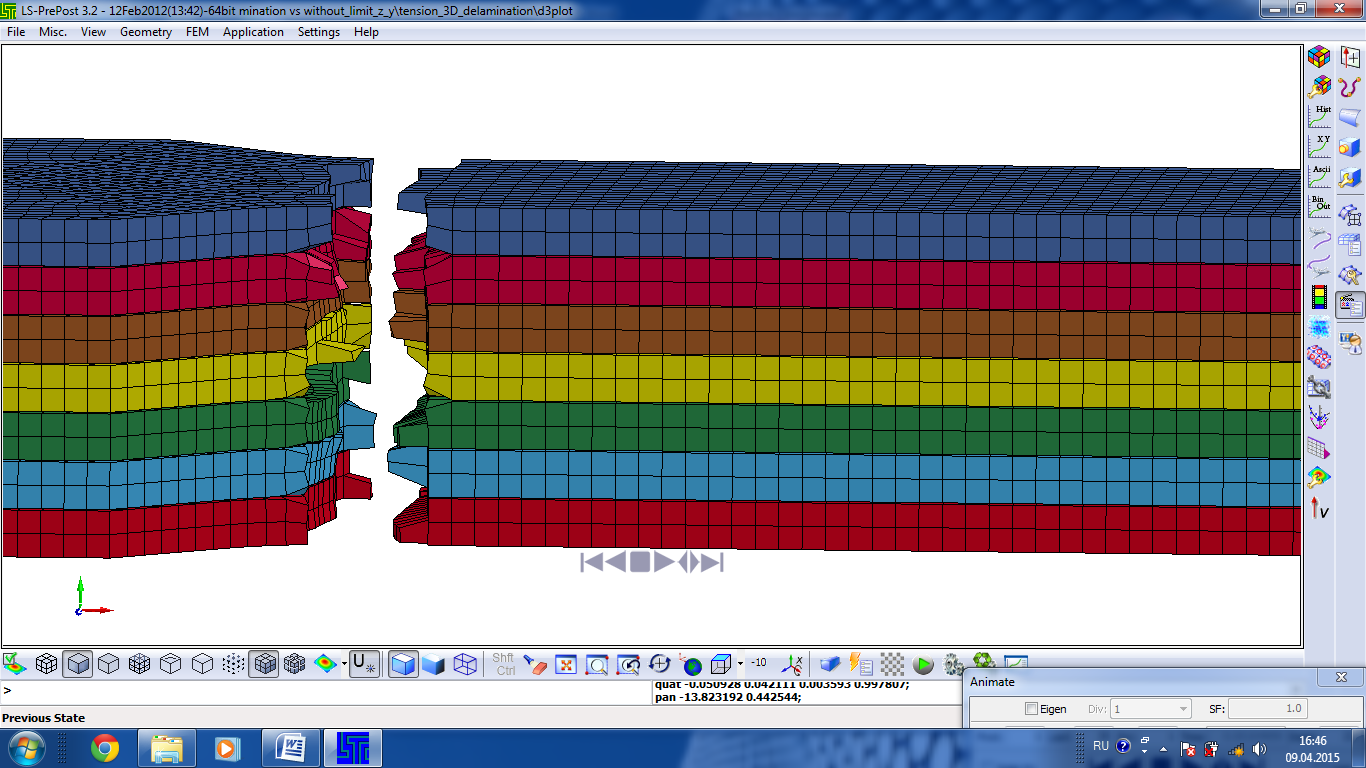 LS-PrePost 3.2 - 12Feb2012(13:42)-64bit mination vs without_limit_z_y\tension_3D_delamination\d3plot
File Misc. View Geometry FEM Application Settings Help
Hist
X Y
Ascii
Bin
Out
V
U
Shft
Ctrl
-10
>
quat -0.050928 0.042111 0.003593 0.997807;
pan -13.823192 0.442544;
Previous State
Animate
Eigen Div: 1 SF: 1.0
RU
16:46
09.04.2015